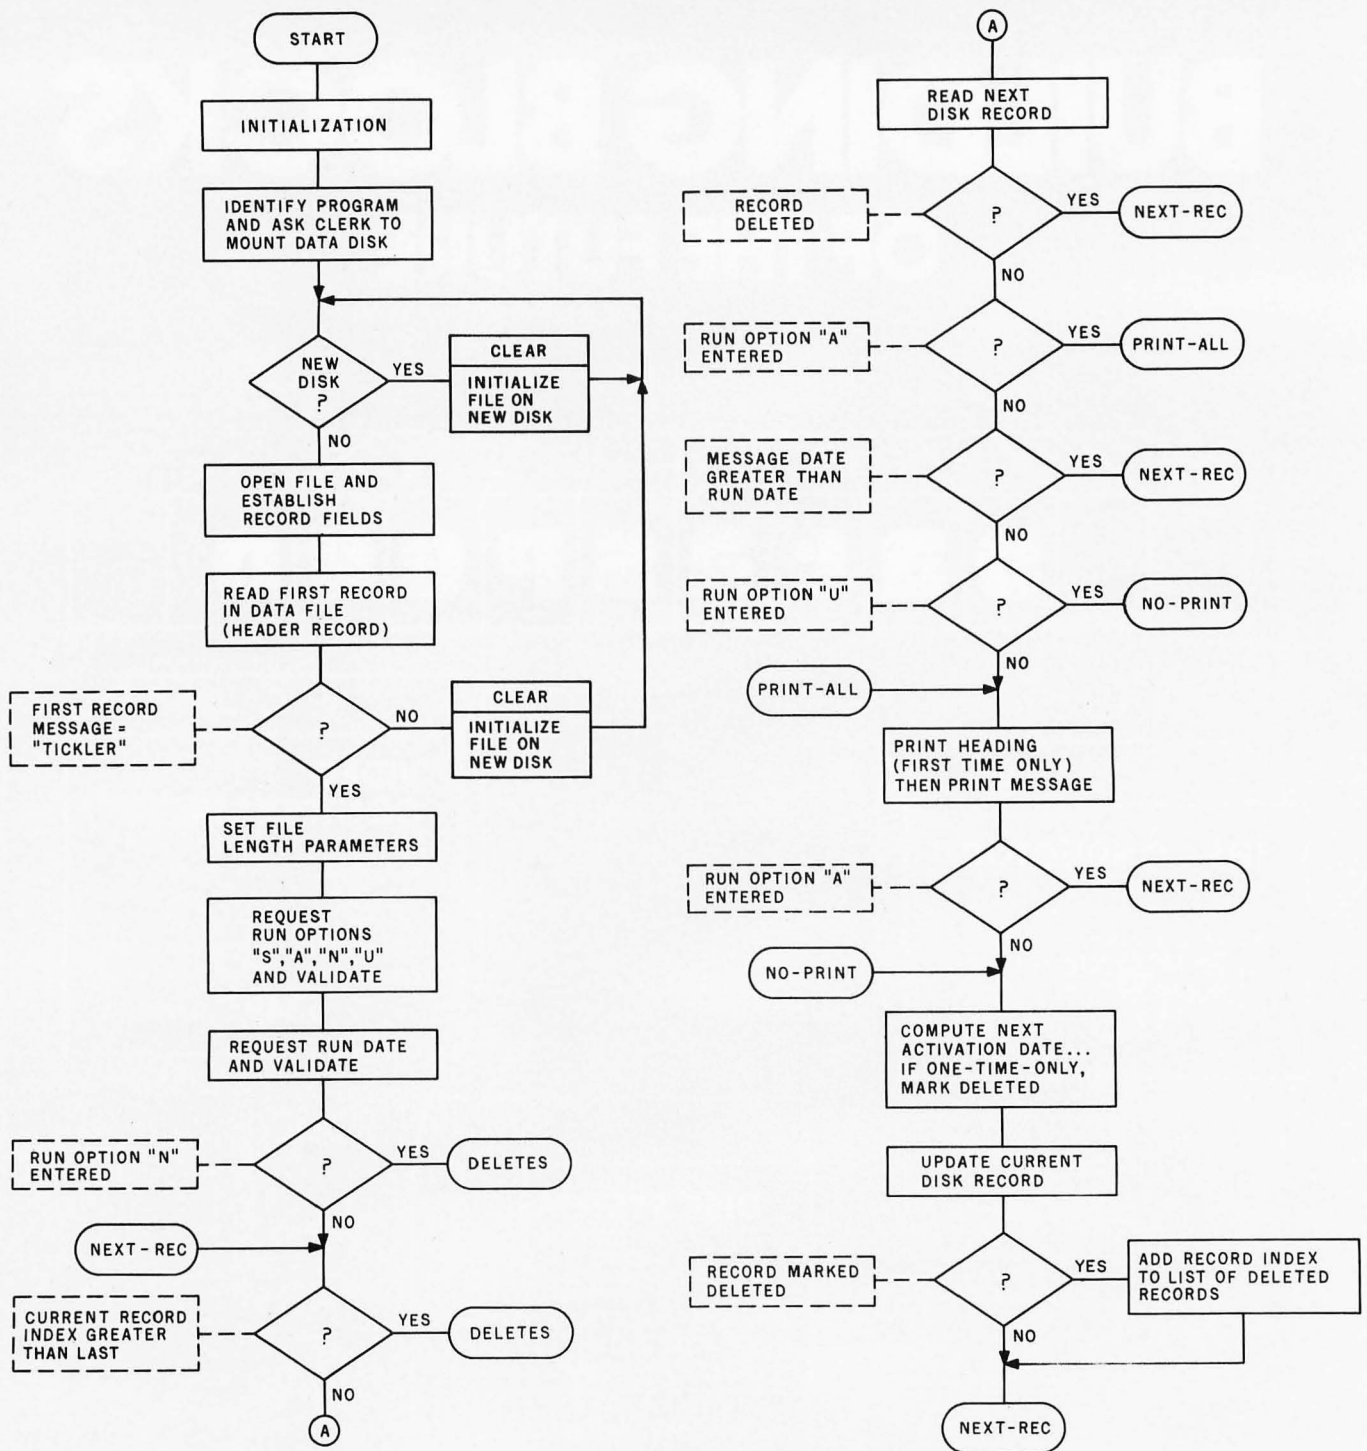 START
INITIALIZATION
IDENTIFY PROGRAM
AND ASK CLERK TO
MOUNT DATA DISK
NEW
DISK
?
YES
CLEAR
INITIALIZE
FILE ON
NEW DISK
NO
OPEN FILE AND
ESTABLISH
RECORD FIELDS
READ FIRST RECORD
IN DATA FILE
(HEADER RECORD)
FIRST RECORD
MESSAGE =
"TICKLER"
?
NO
CLEAR
INITIALIZE
FILE ON
NEW DISK
YES
SET FILE
LENGTH PARAMETERS
REQUEST
RUN OPTIONS
"S","A","N","U"
AND VALIDATE
REQUEST RUN DATE
AND VALIDATE
RUN OPTION "N"
ENTERED
?
YES
DELETES
NO
NEXT-REC
CURRENT RECORD
INDEX GREATER
THAN LAST
?
YES
DELETES
NO
A
A
READ NEXT
DISK RECORD
RECORD
DELETED
?
YES
NEXT-REC
NO
RUN OPTION "A"
ENTERED
?
YES
PRINT-ALL
NO
MESSAGE DATE
GREATER THAN
RUN DATE
?
YES
NEXT-REC
NO
RUN OPTION "U"
ENTERED
?
YES
NO-PRINT
NO
PRINT-ALL
PRINT HEADING
(FIRST TIME ONLY)
THEN PRINT MESSAGE
RUN OPTION "A"
ENTERED
?
YES
NEXT-REC
NO
NO-PRINT
COMPUTE NEXT
ACTIVATION DATE...
IF ONE-TIME-ONLY,
MARK DELETED
UPDATE CURRENT
DISK RECORD
RECORD MARKED
DELETED
?
YES
ADD RECORD INDEX
TO LIST OF DELETED
RECORDS
NO
NEXT-REC